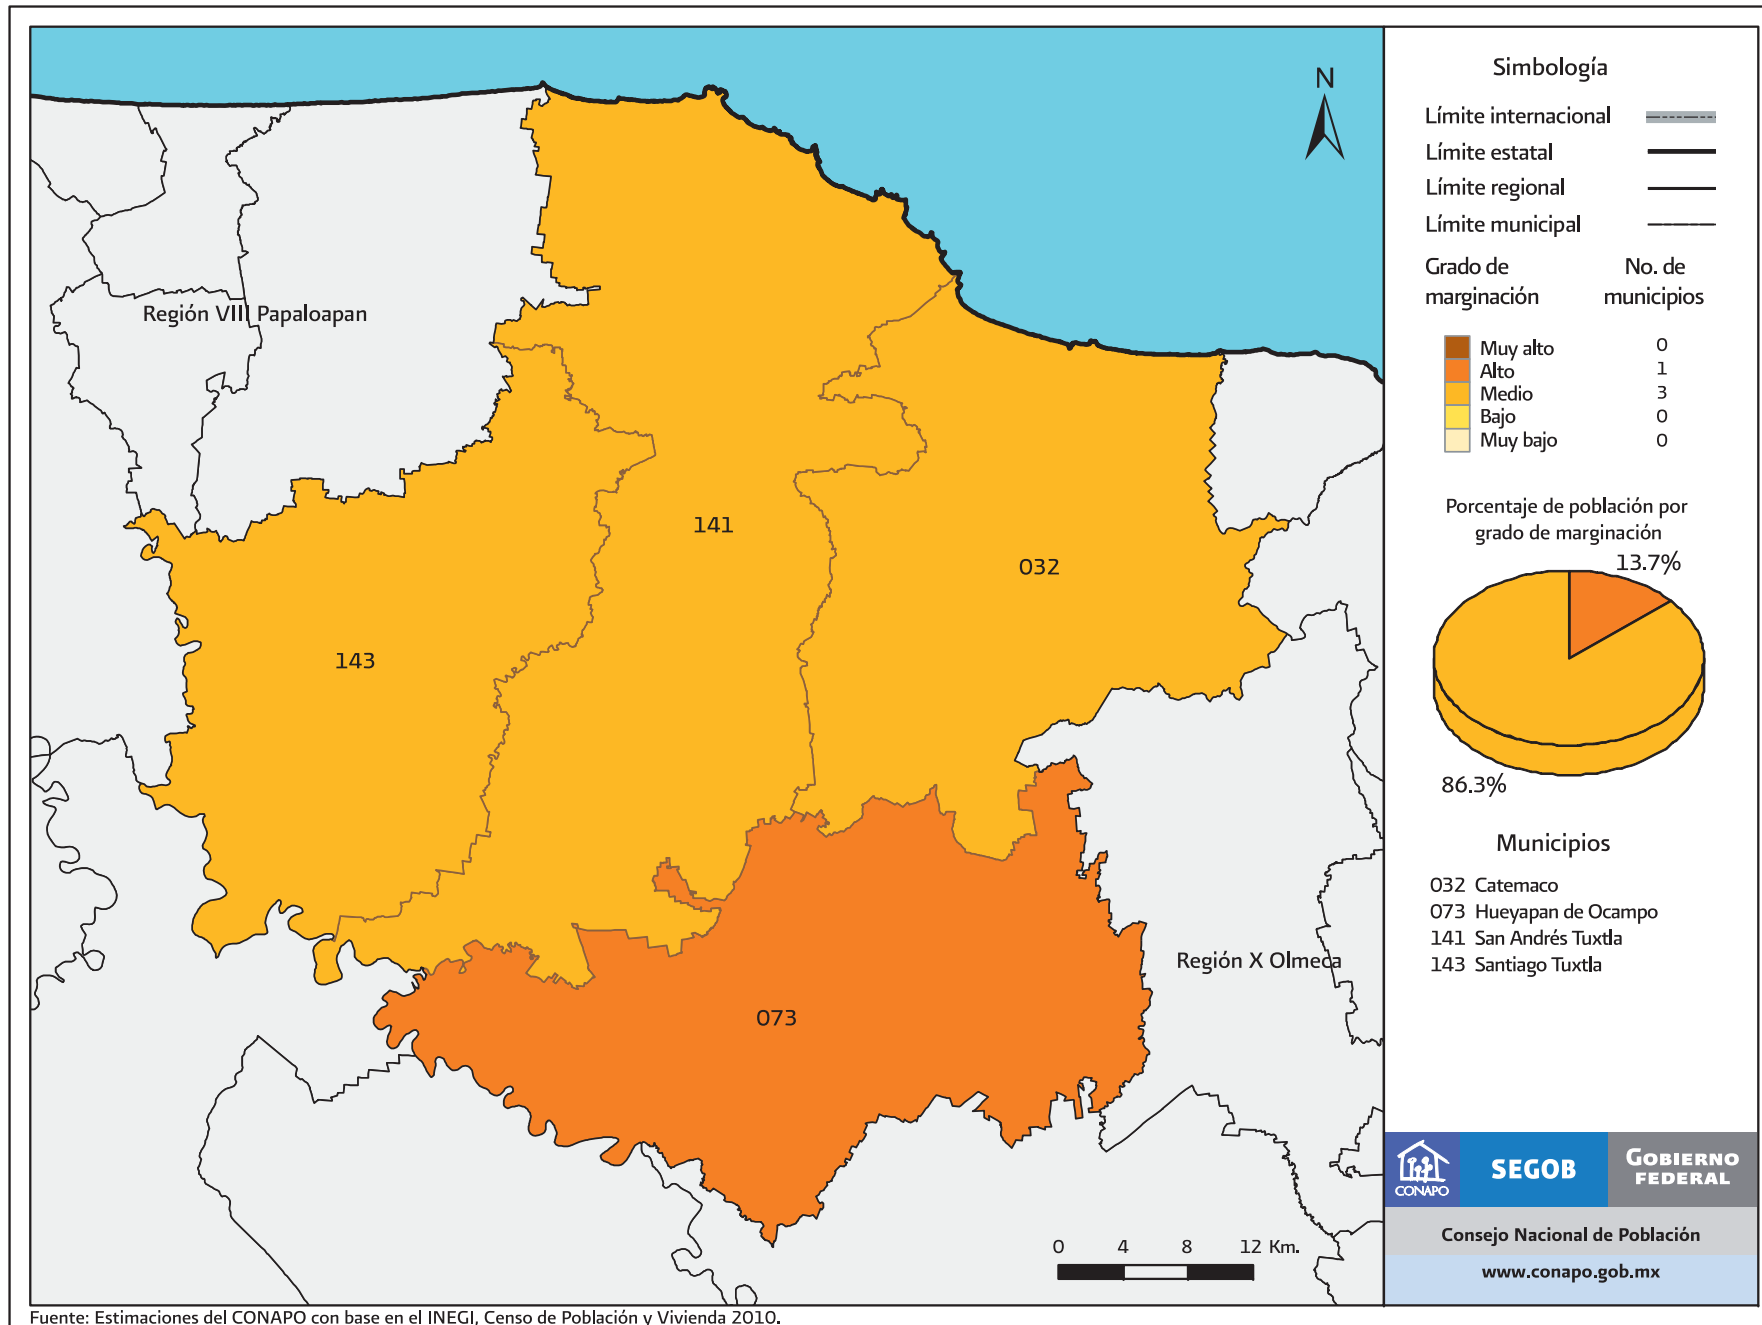 Región VIII Papaloapan
141
032
143
073
Región X Olmeca
0 4 8 12 Km.
N
Simbología
Límite internacional
Límite estatal
Límite regional
Límite municipal
Grado de marginación
No. de municipios
Muy alto 0
Alto 1
Medio 3
Bajo 0
Muy bajo 0
Porcentaje de población por
grado de marginación
13.7%
86.3%
Municipios
032 Catemaco
073 Hueyapan de Ocampo
141 San Andrés Tuxtla
143 Santiago Tuxtla
CONAPO
SEGOB
GOBIERNO
FEDERAL
Consejo Nacional de Población
www.conapo.gob.mx
Fuente: Estimaciones del CONAPO con base en el INEGI, Censo de Población y Vivienda 2010.